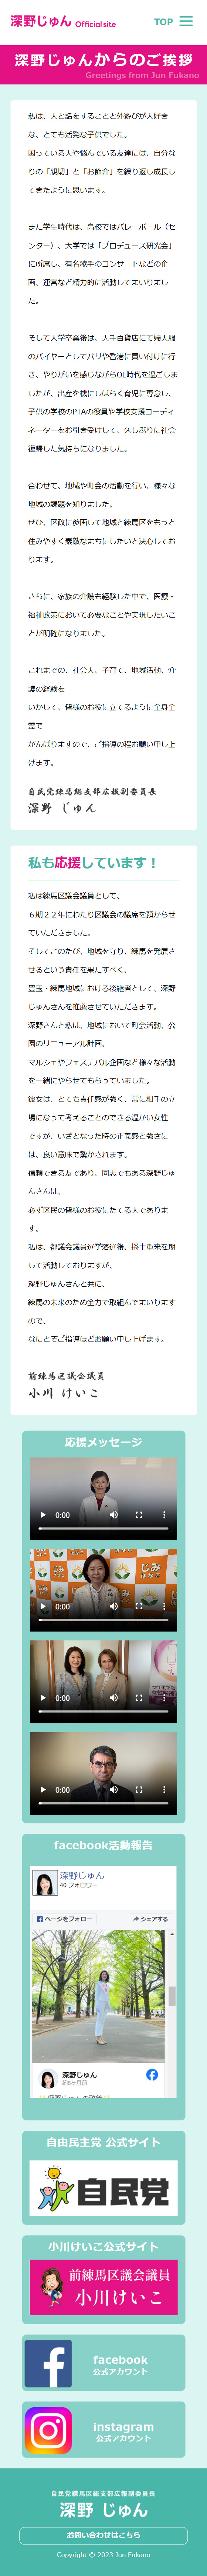 深野じゅん Official site
TOP
深野じゅんからのご挨拶
Greetings from Jun Fukano
私は、人と話をすることと外遊びが大好き
な、とても活発な子供でした。
困っている人や悩んでいる友達には、自分な
りの「親切」と「お節介」を繰り返し成長し
てきたように思います。
また学生時代は、高校ではバレーボール（セ
ンター）、大学では「プロデュース研究会」
に所属し、有名歌手のコンサートなどの企
画、運営など精力的に活動してまいりまし
た。
そして大学卒業後は、大手百貨店にて婦人服
のバイヤーとしてパリや香港に買い付けに行
き、やりがいを感じながらOL時代を過ごしま
したが、出産を機にしばらく育児に専念し、
子供の学校のPTAの役員や学校支援コーディ
ネーターをお引き受けして、久しぶりに社会
復帰した気持ちになりました。
合わせて、地域や町会の活動を行い、様々な
地域の課題を知りました。
ぜひ、区政に参画して地域と練馬区をもっと
住みやすく素敵なまちにしたいと決心してお
ります。
さらに、家族の介護も経験した中で、医療・
福祉政策において必要なことや実現したいこ
とが明確になりました。
これまでの、社会人、子育て、地域活動、介
護の経験を
いかして、皆様のお役に立てるように全身全
霊で
がんばりますので、ご指導の程お願い申し上
げます。
自民党練馬総支部広報副委員長
深野 じゅん
私も応援しています！
私は練馬区議会議員として、
６期２２年にわたり区議会の議席を預からせ
ていただきました。
そしてこのたび、地域を守り、練馬を発展さ
せるという責任を果たすべく、
豊玉・練馬地域における後継者として、深野
じゅんさんを推薦させていただきます。
深野さんと私は、地域において町会活動、公
園のリニューアル計画、
マルシェやフェステバル企画など様々な活動
を一緒にやらせてもらっていました。
彼女は、とても責任感が強く、常に相手の立
場になって考えることのできる温かい女性
ですが、いざとなった時の正義感と強さに
は、良い意味で驚かされます。
信頼できる友であり、同志でもある深野じゅ
んさんは、
必ず区民の皆様のお役にたてる人でありま
す。
私は、都議会議員選挙落選後、捲土重来を期
して活動しておりますが、
深野じゅんさんと共に、
練馬の未来のため全力で取組んでまいります
ので、
なにとぞご指導ほどお願い申し上げます。
前練馬区議会議員
小川 けいこ
応援メッセージ
0:00
0:00
0:00
0:00
facebook活動報告
深野じゅん
40 フォロワー
ページをフォロー
シェアする
深野じゅん
約8ヶ月前
自由民主党 公式サイト
自民党
小川けいこ公式サイト
前練馬区議会議員
小川けいこ
facebook
公式アカウント
instagram
公式アカウント
自民党練馬区総支部広報副委員長
深野 じゅん
お問い合わせはこちら
Copyright © 2023 Jun Fukano